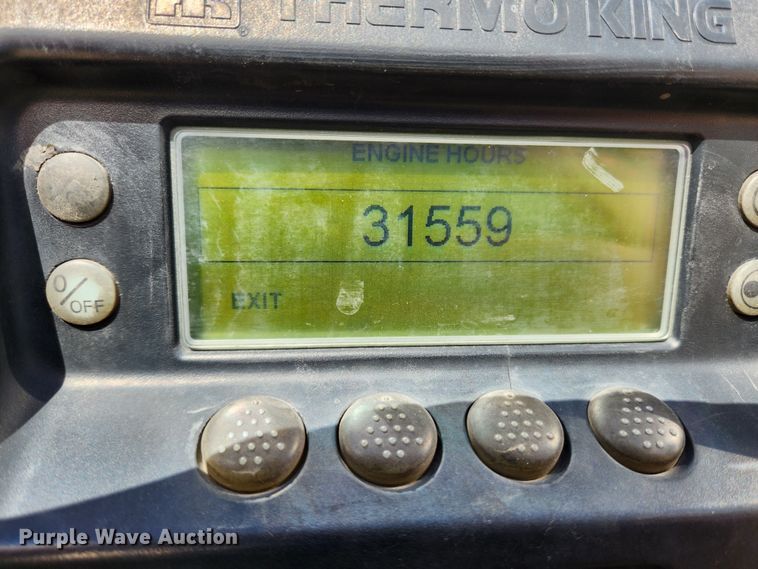 THERMO KING
ENGINE HOURS
31559
EXIT
O/OFF
Purple Wave Auction